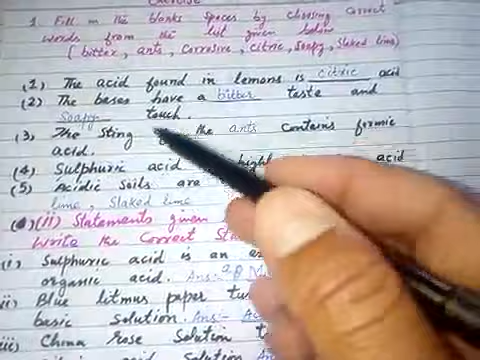 Exercise
1. Fill in the blanks spaces by choosing Correct
words from the list given below
(bitter, ants, Corrosive, citric, Soapy, slaked lime)
(1) The acid found in lemons is citric acid
(2) The bases have a bitter taste and
Soapy touch.
(3) The Sting the ants Contains formic
acid.
(4) Sulphuric acid high acid
(5) Acidic Soils are
lime, Slaked lime
(ii) Statements given
Write the Correct
(i) Sulphuric acid is an
organic acid. Ans:-
ii) Blue litmus paper
basic solution. Ans:-
iii) China rose Solution
acid Solution